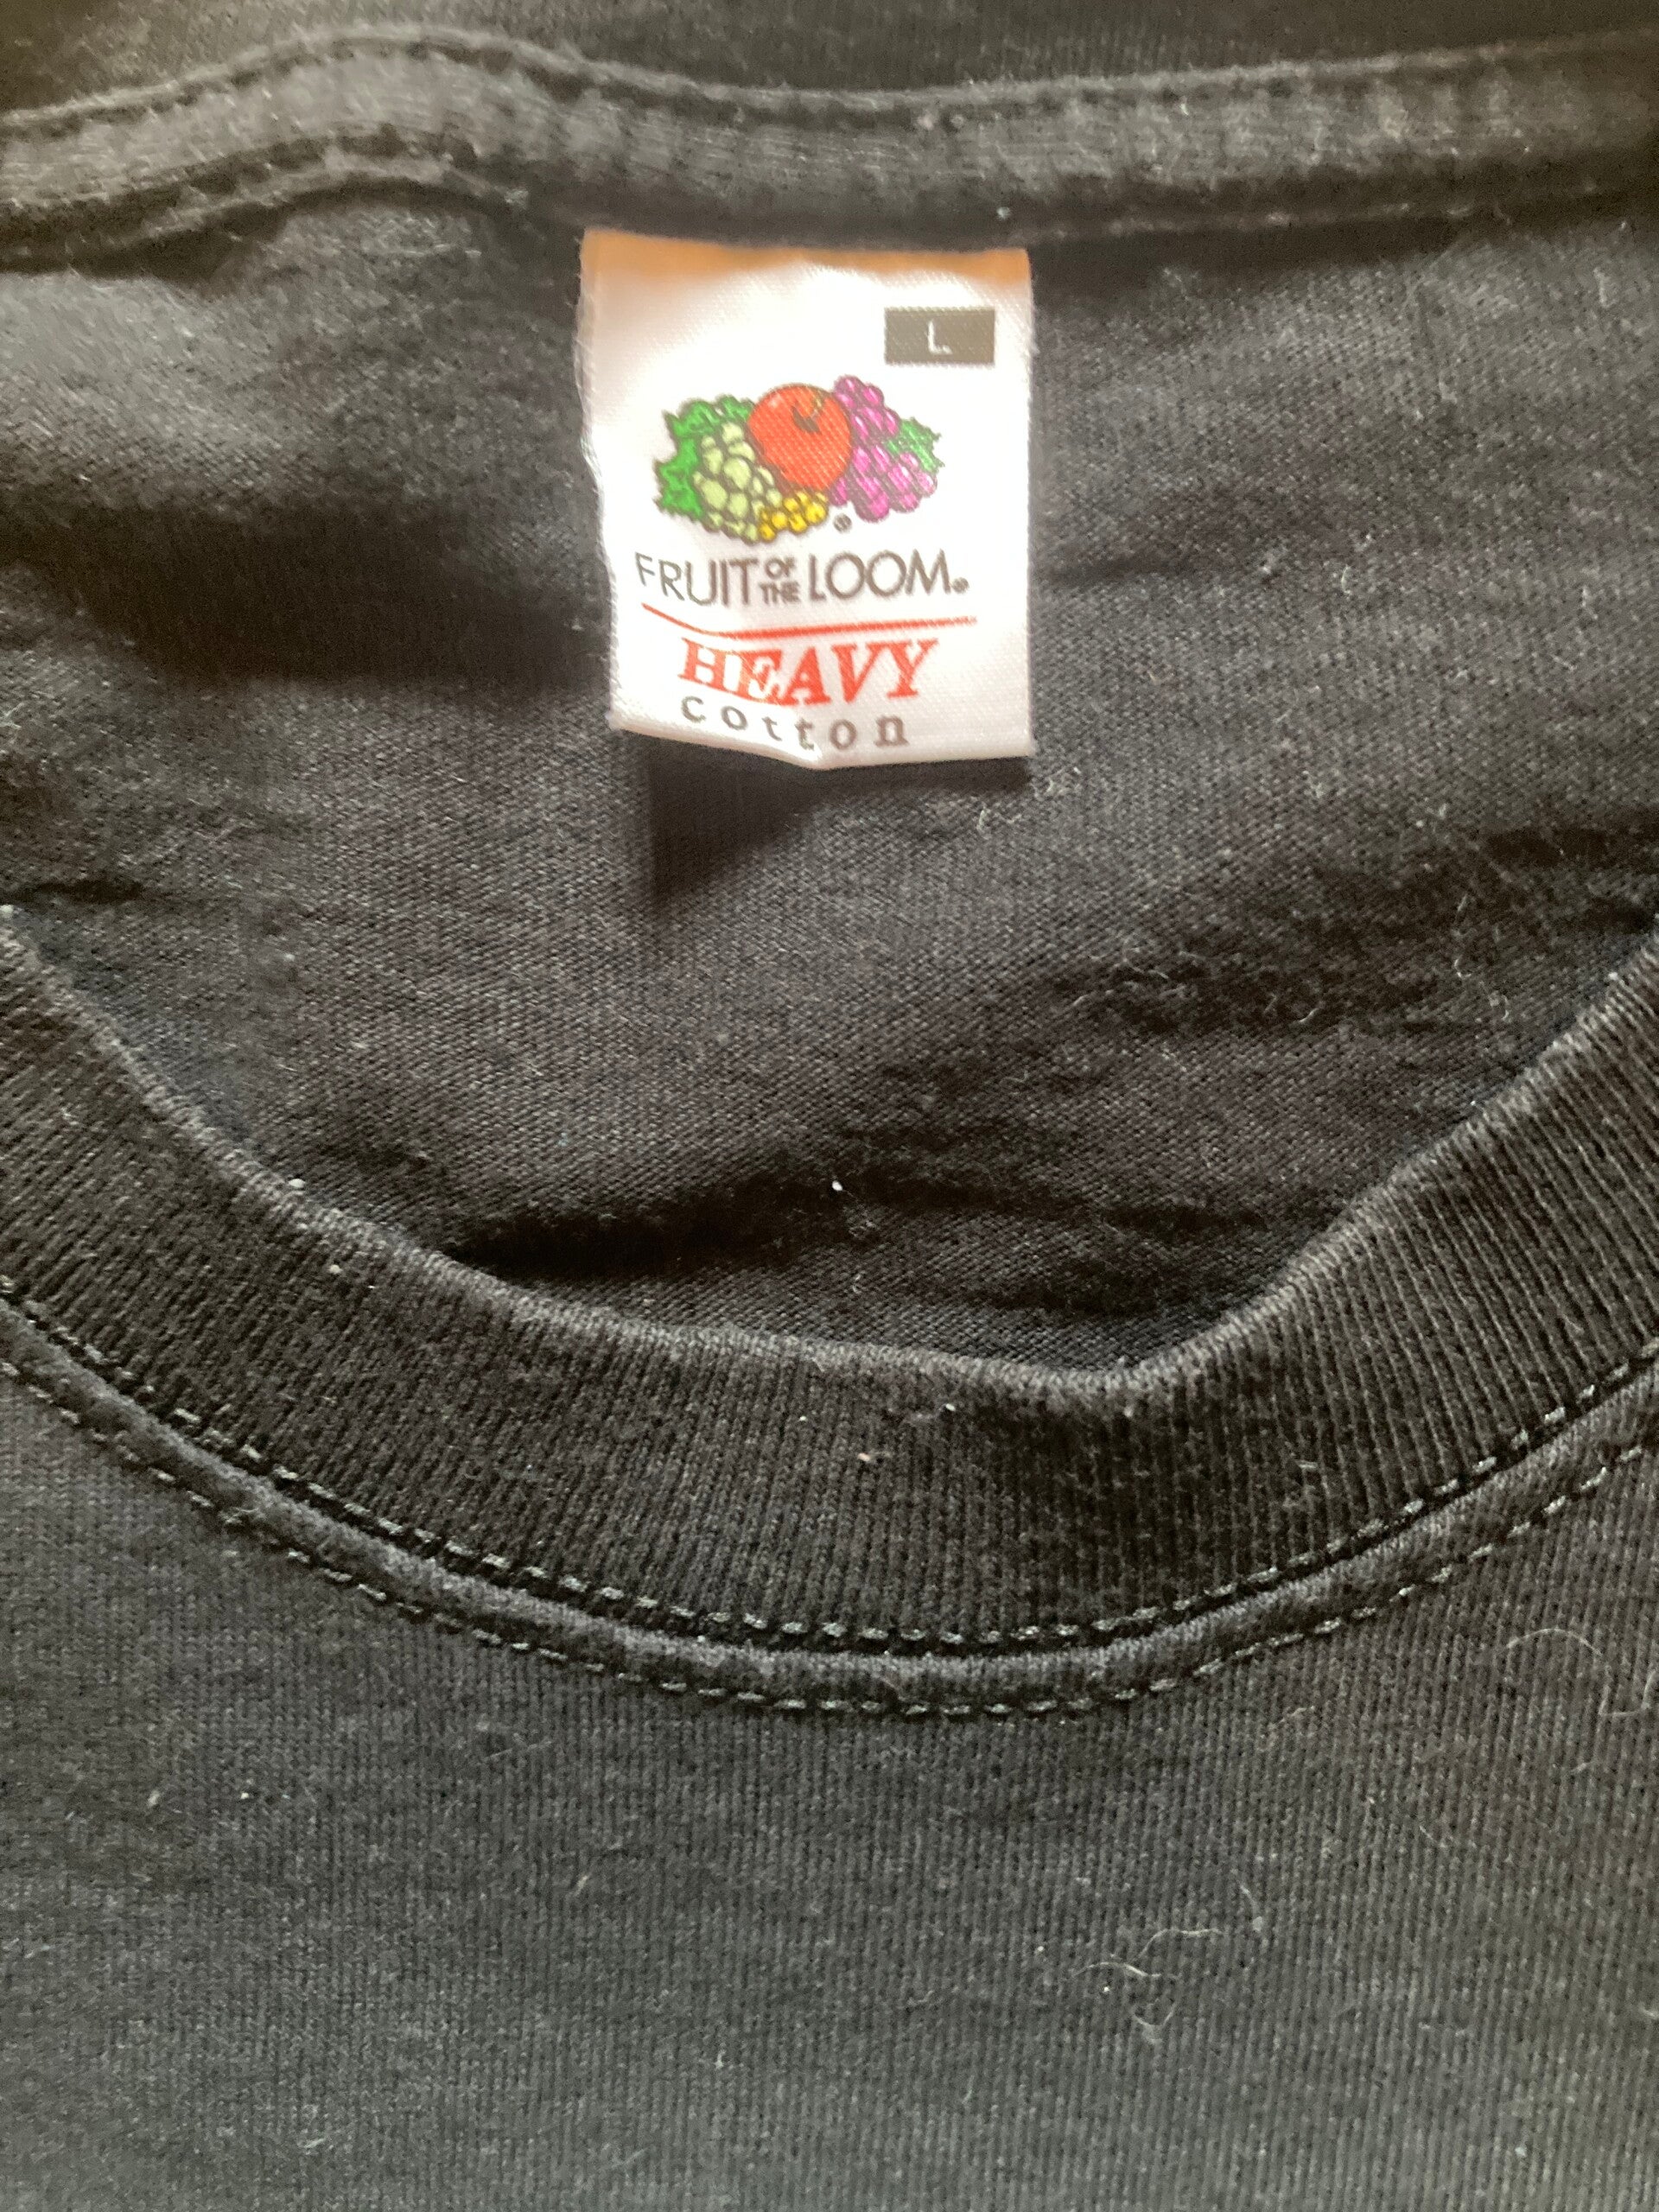 L.
®
FRUIT OF THE LOOM®
HEAVY
cotton